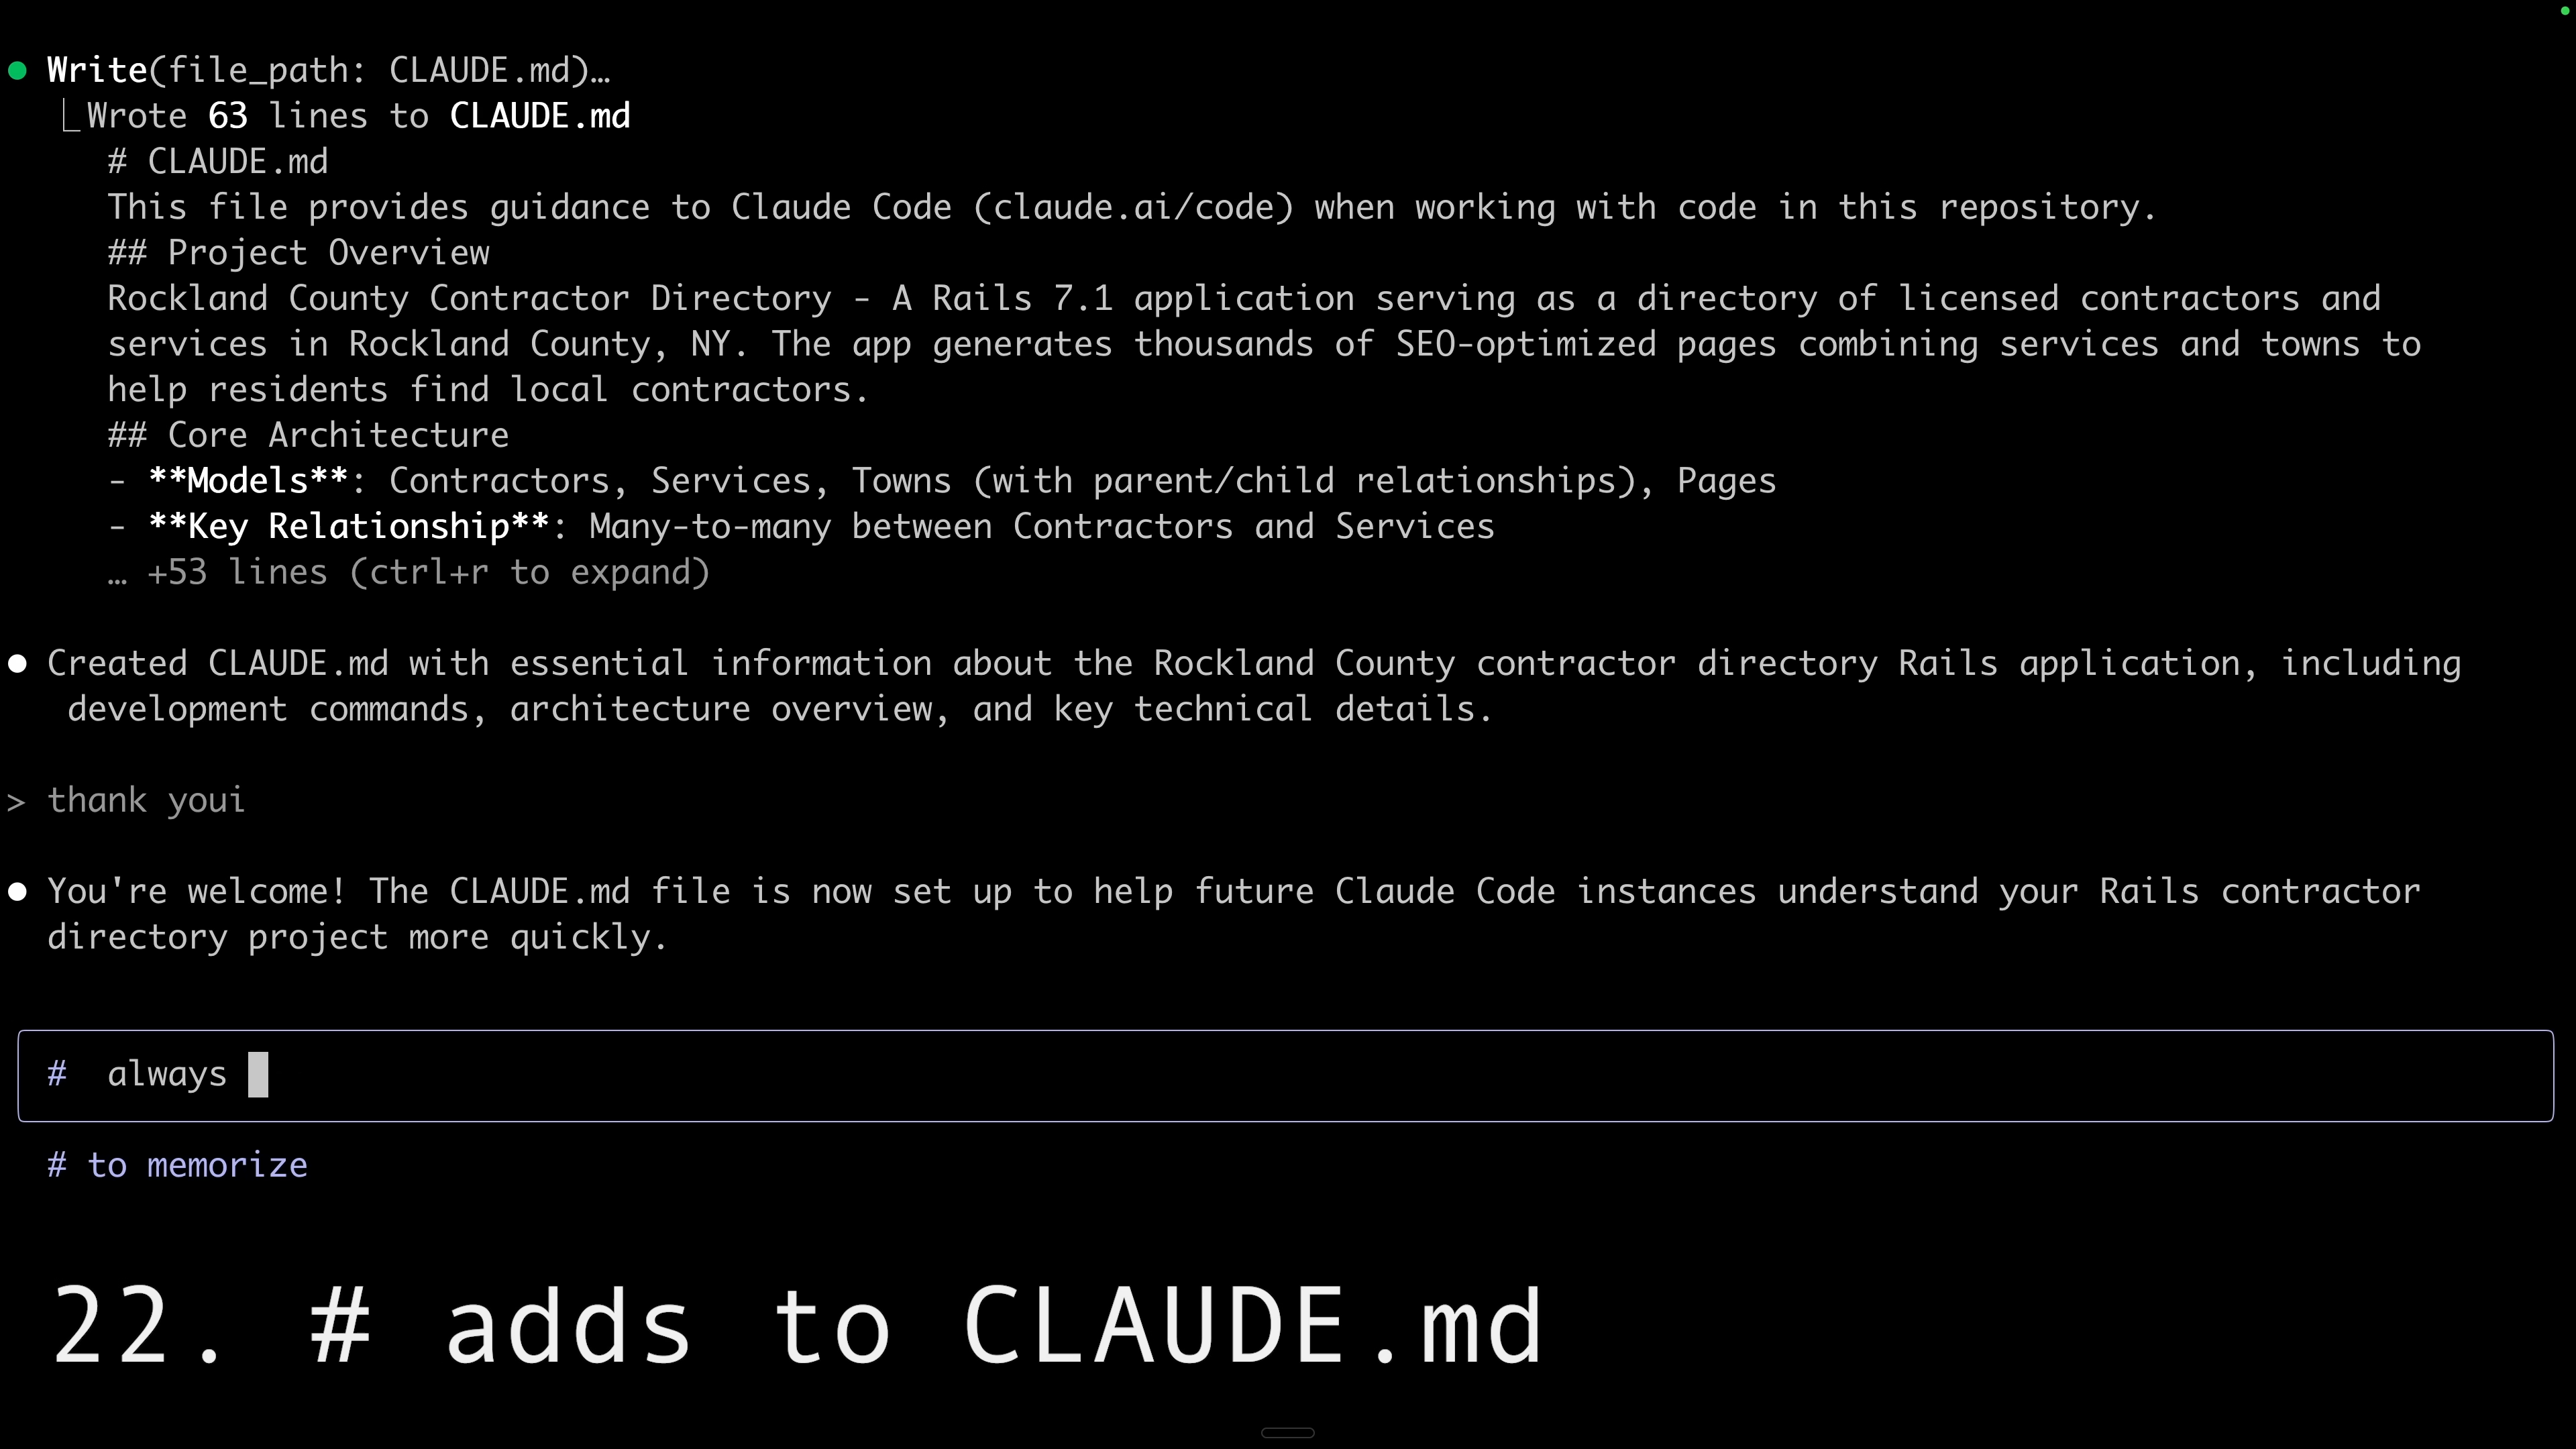 ● Write(file_path: CLAUDE.md)…
⎿ Wrote 63 lines to CLAUDE.md
# CLAUDE.md
This file provides guidance to Claude Code (claude.ai/code) when working with code in this repository.
## Project Overview
Rockland County Contractor Directory - A Rails 7.1 application serving as a directory of licensed contractors and
services in Rockland County, NY. The app generates thousands of SEO-optimized pages combining services and towns to
help residents find local contractors.
## Core Architecture
- **Models**: Contractors, Services, Towns (with parent/child relationships), Pages
- **Key Relationship**: Many-to-many between Contractors and Services
… +53 lines (ctrl+r to expand)
● Created CLAUDE.md with essential information about the Rockland County contractor directory Rails application, including
development commands, architecture overview, and key technical details.
> thank youi
● You're welcome! The CLAUDE.md file is now set up to help future Claude Code instances understand your Rails contractor
directory project more quickly.
# always
# to memorize
22. # adds to CLAUDE.md